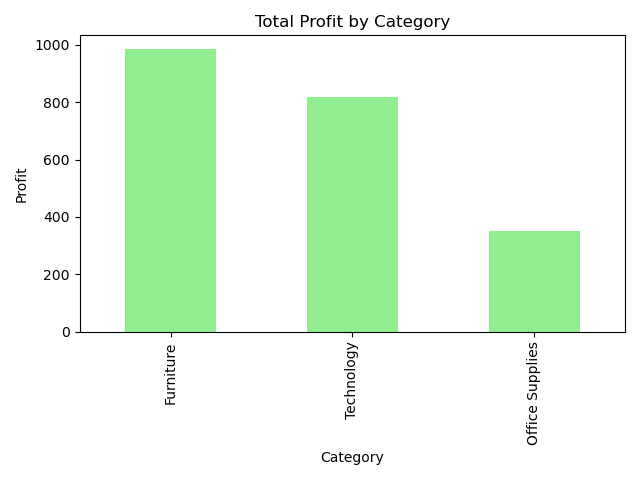 Total Profit by Category
Profit
1000
800
600
400
200
0
Furniture
Technology
Office Supplies
Category